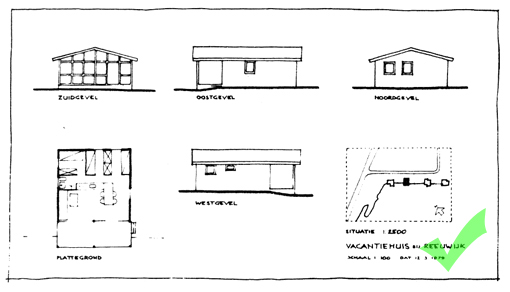 ZUIDGEVEL
OOSTGEVEL
NOORDGEVEL
PLATTEGROND
WESTGEVEL
SITUATIE 1:2500
VACANTIEHUIS BIJ REEUWIJK
SCHAAL 1:100